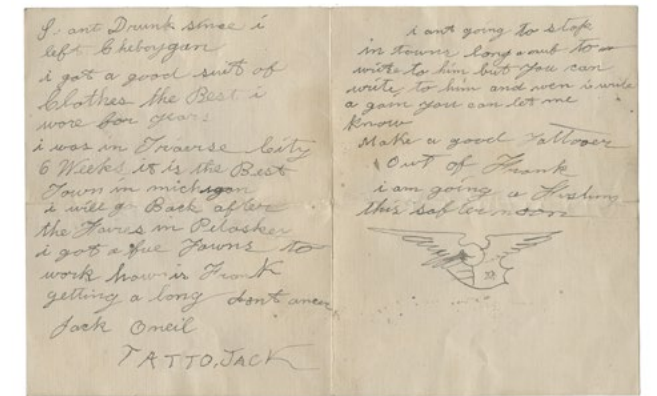 I ant Drunk since i
left Cheboygan
i got a good suit of
Clothes the Best i
wore for years
i was in Traverse City
6 Weeks it is the Best
Town in michigan
i will go Back after
the Fares in Petosker
i got a fue Towns to
work how is Frank
getting a long dont ancer
Jack Oneil
TATTO, JACK
i ant going to stop
in towns long anuf to
write to him but you can
write to him and wen i write
a gain you can let me
Know
Make a good Tattooer
Out of Frank
i am going a Fishing
this safternoon